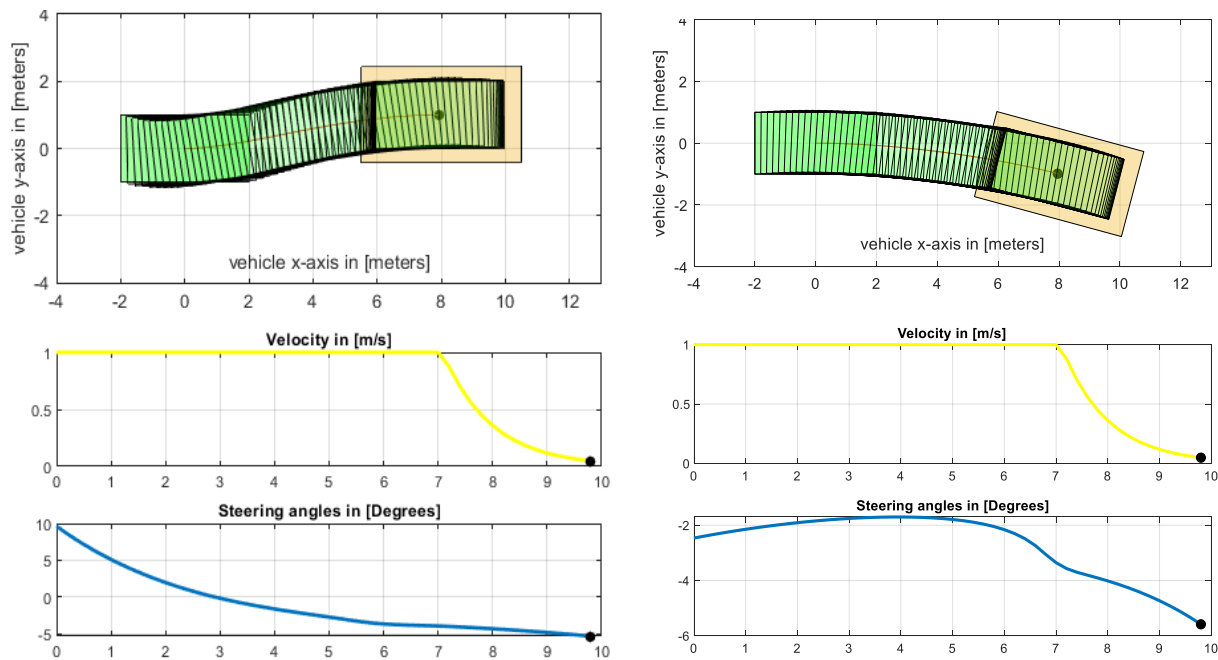 4
2
0
-2
-4
-4 -2 0 2 4 6 8 10 12
vehicle y-axis in [meters]
vehicle x-axis in [meters]
4
2
0
-2
-4
-4 -2 0 2 4 6 8 10 12
vehicle y-axis in [meters]
vehicle x-axis in [meters]
Velocity in [m/s]
1
0.5
0
0 1 2 3 4 5 6 7 8 9 10
Velocity in [m/s]
1
0.5
0
0 1 2 3 4 5 6 7 8 9 10
Steering angles in [Degrees]
10
5
0
-5
0 1 2 3 4 5 6 7 8 9 10
Steering angles in [Degrees]
-2
-4
-6
0 1 2 3 4 5 6 7 8 9 10